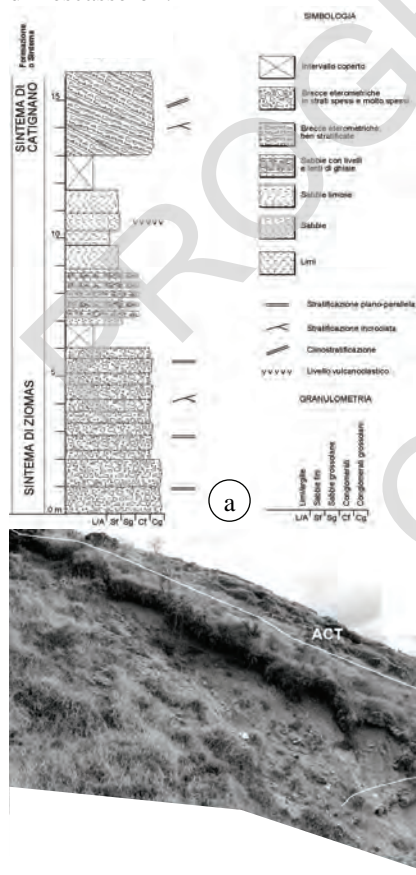 SIMBOLOGIA
Formazione
o Sintema
SINTEMA DI
CATIGNANO
SINTEMA DI ZIOMAS
15
10
5
0 m
L/A Sf Sg Cf Cg
a
Intervallo coperto
Brecce eterometriche
in strati spessi e molto spessi
Brecce eterometriche,
ben stratificate
Sabbie con livelli
e lenti di ghiaie
Sabbie limose
Sabbie
Limi
Stratificazione piano-parallela
Stratificazione incrociata
Clinostratificazione
Livello vulcanoclastico
GRANULOMETRIA
Limi/argille
Sabbie fini
Sabbie grossolane
Conglomerati
Conglomerati grossolani
L/A Sf Sg Cf Cg
ACT